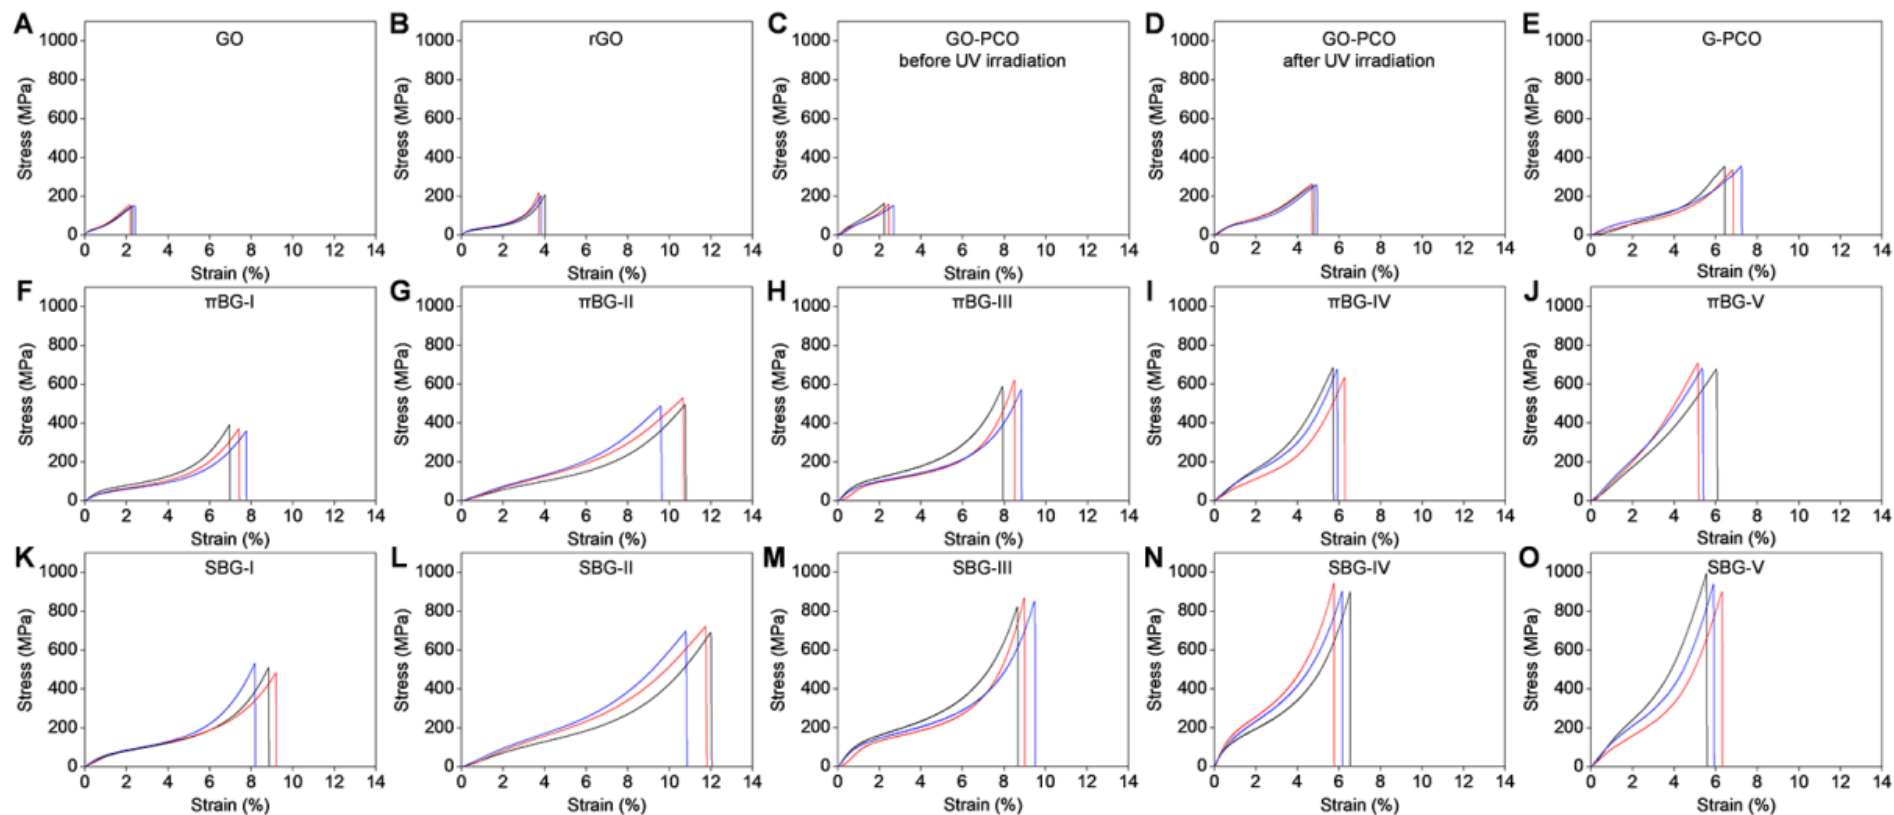 A
GO
1000
800
600
400
200
0
Stress (MPa)
0 2 4 6 8 10 12 14
Strain (%)
B
rGO
1000
800
600
400
200
0
Stress (MPa)
0 2 4 6 8 10 12 14
Strain (%)
C
GO-PCO
before UV irradiation
1000
800
600
400
200
0
Stress (MPa)
0 2 4 6 8 10 12 14
Strain (%)
D
GO-PCO
after UV irradiation
1000
800
600
400
200
0
Stress (MPa)
0 2 4 6 8 10 12 14
Strain (%)
E
G-PCO
1000
800
600
400
200
0
Stress (MPa)
0 2 4 6 8 10 12 14
Strain (%)
F
πBG-I
1000
800
600
400
200
0
Stress (MPa)
0 2 4 6 8 10 12 14
Strain (%)
G
πBG-II
1000
800
600
400
200
0
Stress (MPa)
0 2 4 6 8 10 12 14
Strain (%)
H
πBG-III
1000
800
600
400
200
0
Stress (MPa)
0 2 4 6 8 10 12 14
Strain (%)
I
πBG-IV
1000
800
600
400
200
0
Stress (MPa)
0 2 4 6 8 10 12 14
Strain (%)
J
πBG-V
1000
800
600
400
200
0
Stress (MPa)
0 2 4 6 8 10 12 14
Strain (%)
K
SBG-I
1000
800
600
400
200
0
Stress (MPa)
0 2 4 6 8 10 12 14
Strain (%)
L
SBG-II
1000
800
600
400
200
0
Stress (MPa)
0 2 4 6 8 10 12 14
Strain (%)
M
SBG-III
1000
800
600
400
200
0
Stress (MPa)
0 2 4 6 8 10 12 14
Strain (%)
N
SBG-IV
1000
800
600
400
200
0
Stress (MPa)
0 2 4 6 8 10 12 14
Strain (%)
O
SBG-V
1000
800
600
400
200
0
Stress (MPa)
0 2 4 6 8 10 12 14
Strain (%)